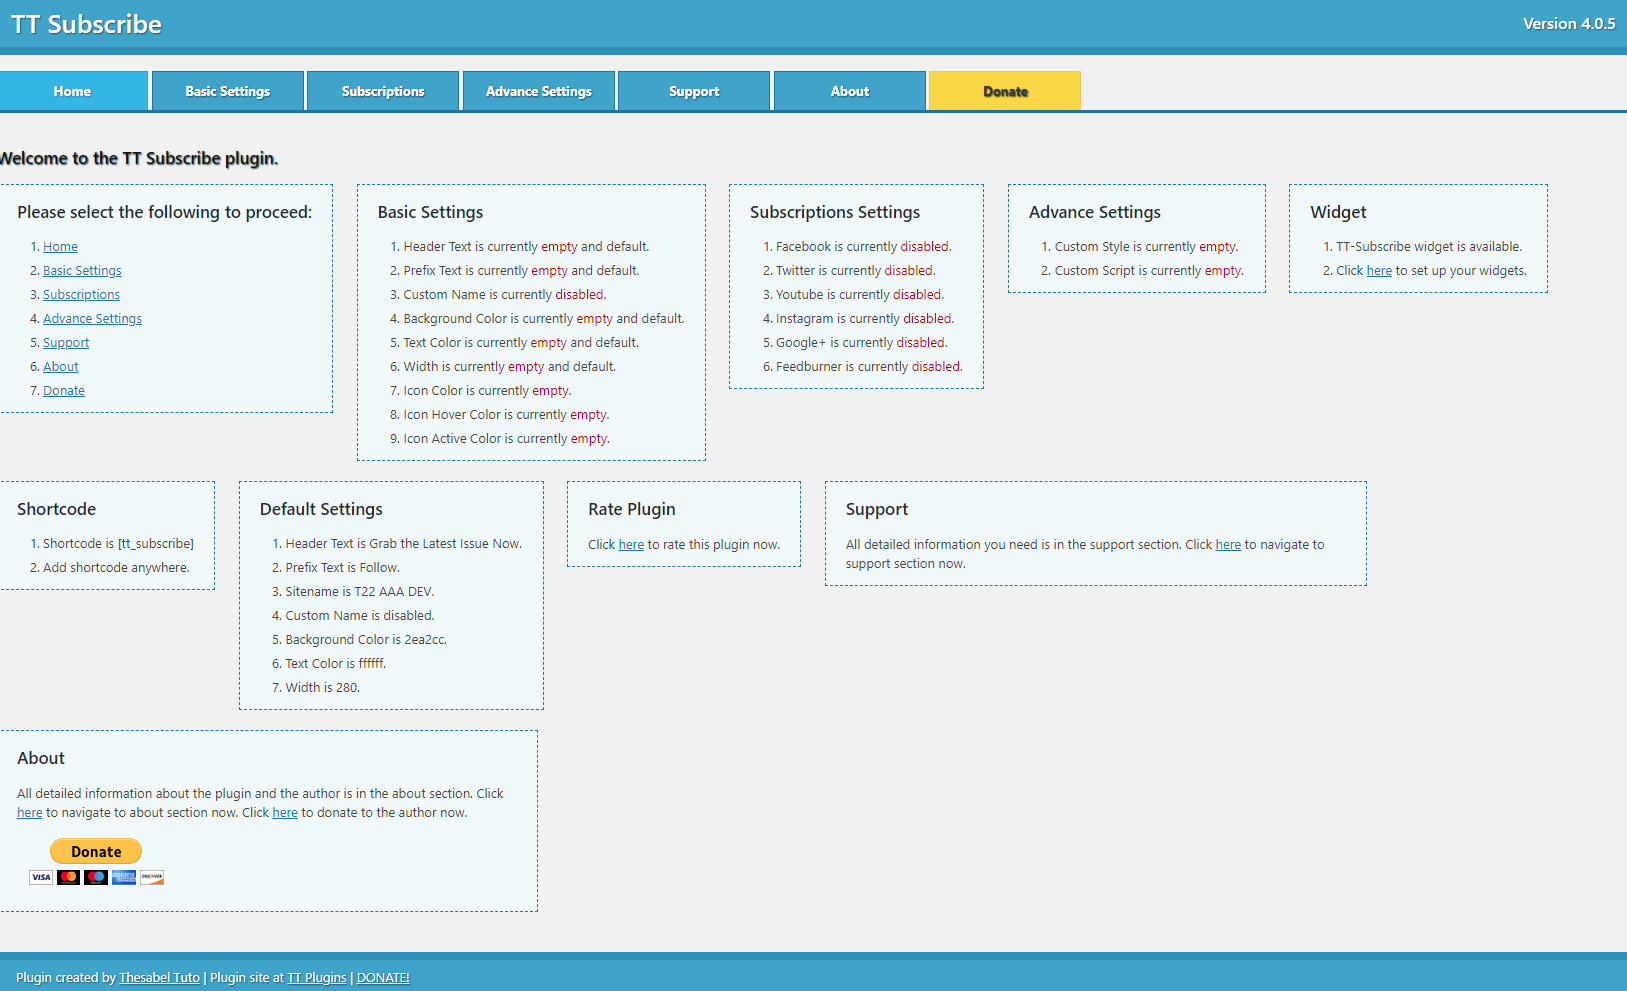 TT Subscribe
Version 4.0.5
Home
Basic Settings
Subscriptions
Advance Settings
Support
About
Donate
Welcome to the TT Subscribe plugin.
Please select the following to proceed:
1. Home
2. Basic Settings
3. Subscriptions
4. Advance Settings
5. Support
6. About
7. Donate
Basic Settings
1. Header Text is currently empty and default.
2. Prefix Text is currently empty and default.
3. Custom Name is currently disabled.
4. Background Color is currently empty and default.
5. Text Color is currently empty and default.
6. Width is currently empty and default.
7. Icon Color is currently empty.
8. Icon Hover Color is currently empty.
9. Icon Active Color is currently empty.
Subscriptions Settings
1. Facebook is currently disabled.
2. Twitter is currently disabled.
3. Youtube is currently disabled.
4. Instagram is currently disabled.
5. Google+ is currently disabled.
6. Feedburner is currently disabled.
Advance Settings
1. Custom Style is currently empty.
2. Custom Script is currently empty.
Widget
1. TT-Subscribe widget is available.
2. Click here to set up your widgets.
Shortcode
1. Shortcode is [tt_subscribe]
2. Add shortcode anywhere.
Default Settings
1. Header Text is Grab the Latest Issue Now.
2. Prefix Text is Follow.
3. Sitename is T22 AAA DEV.
4. Custom Name is disabled.
5. Background Color is 2ea2cc.
6. Text Color is ffffff.
7. Width is 280.
Rate Plugin
Click here to rate this plugin now.
Support
All detailed information you need is in the support section. Click here to navigate to
support section now.
About
All detailed information about the plugin and the author is in the about section. Click
here to navigate to about section now. Click here to donate to the author now.
Donate
VISA
DISCOVER
Plugin created by Thesabel Tuto | Plugin site at TT Plugins | DONATE!